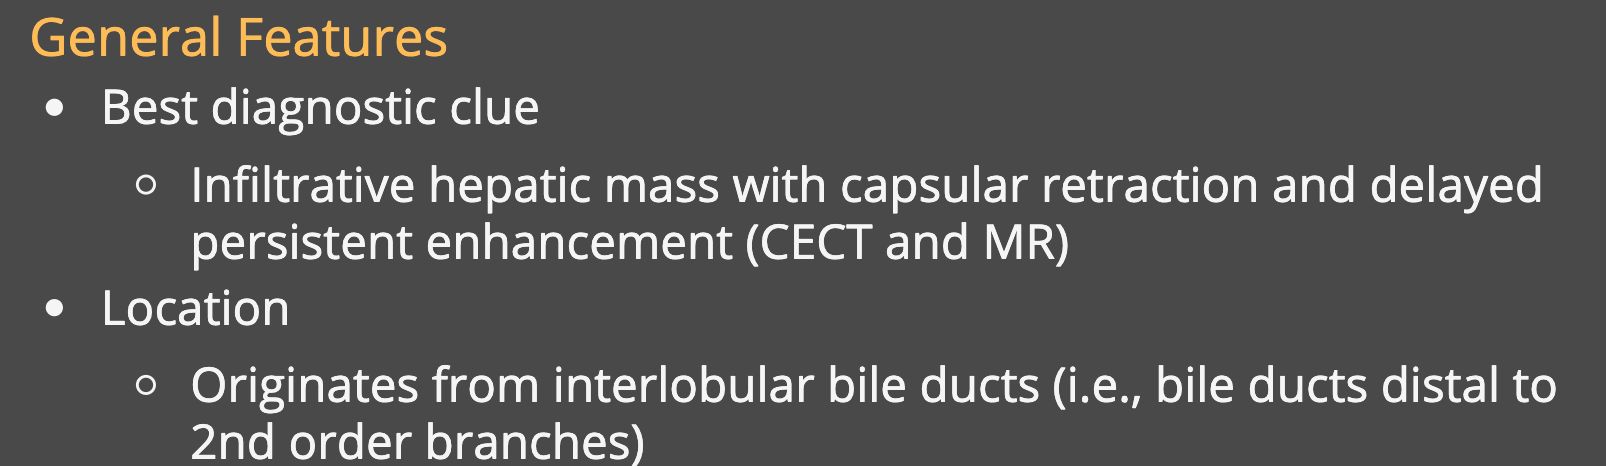 General Features
• Best diagnostic clue
○ Infiltrative hepatic mass with capsular retraction and delayed
persistent enhancement (CECT and MR)
• Location
○ Originates from interlobular bile ducts (i.e., bile ducts distal to
2nd order branches)